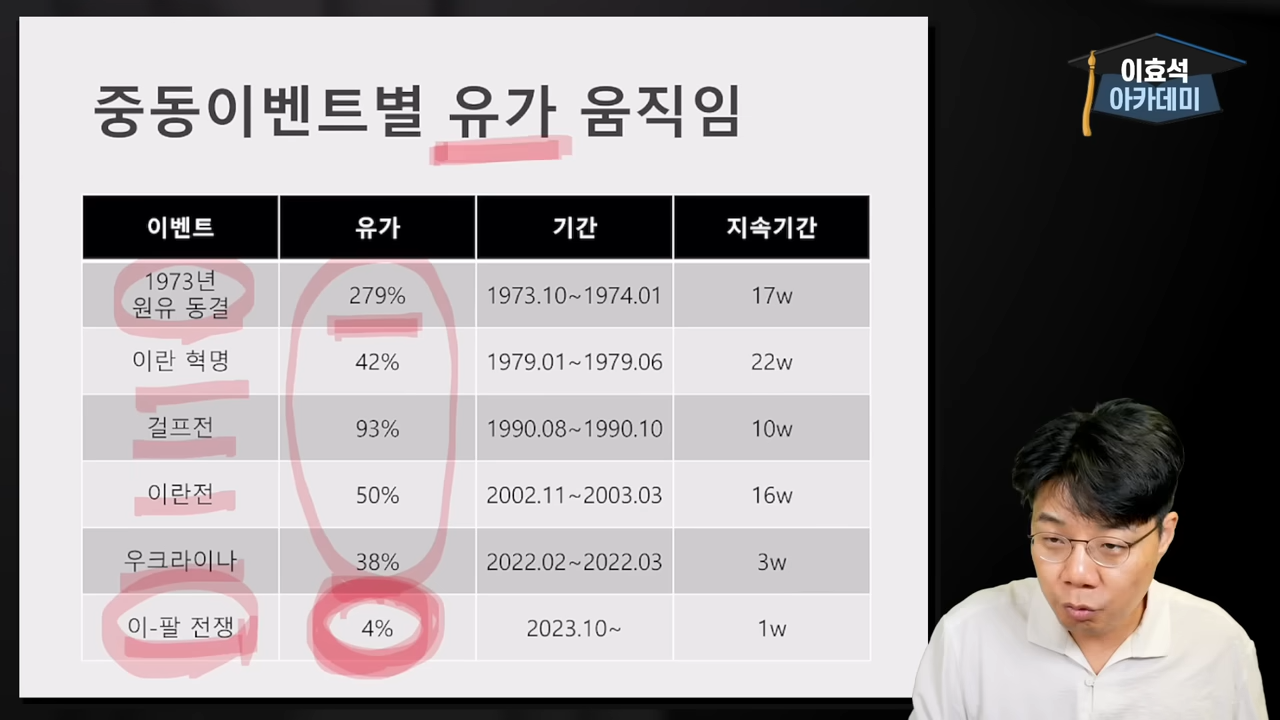 중동이벤트별 유가 움직임
이효석
아카데미
이벤트 유가 기간 지속기간
1973년
원유 동결 279% 1973.10~1974.01 17w
이란 혁명 42% 1979.01~1979.06 22w
걸프전 93% 1990.08~1990.10 10w
이란전 50% 2002.11~2003.03 16w
우크라이나 38% 2022.02~2022.03 3w
이-팔 전쟁 4% 2023.10~ 1w